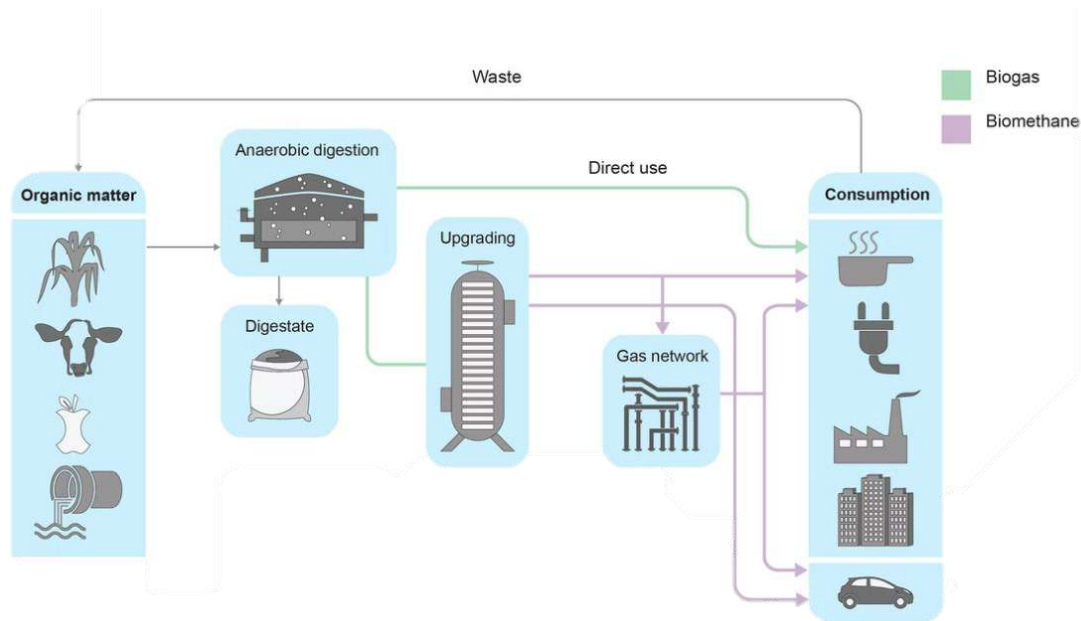 Waste
Biogas
Biomethane
Anaerobic digestion
Direct use
Organic matter
Consumption
Upgrading
Digestate
Gas network